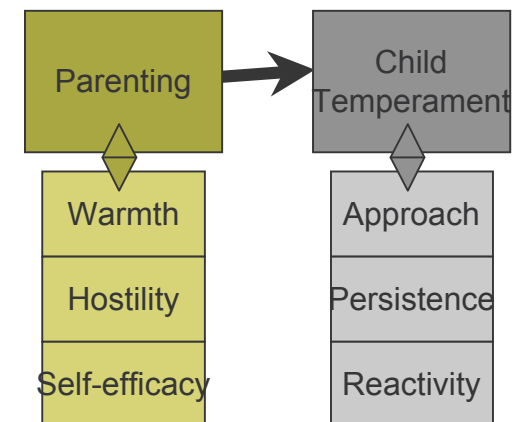 Parenting
Child
Temperament
Warmth
Hostility
Self-efficacy
Approach
Persistence
Reactivity